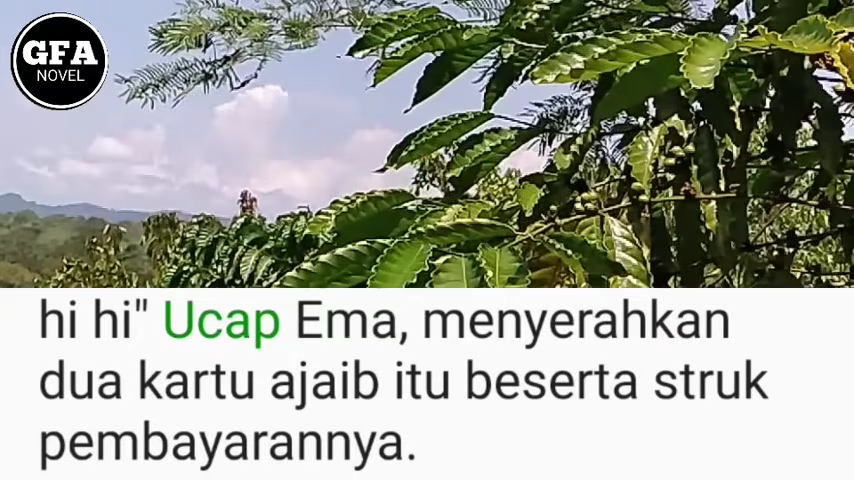 GFA
NOVEL
hi hi" Ucap Ema, menyerahkan
dua kartu ajaib itu beserta struk
pembayarannya.